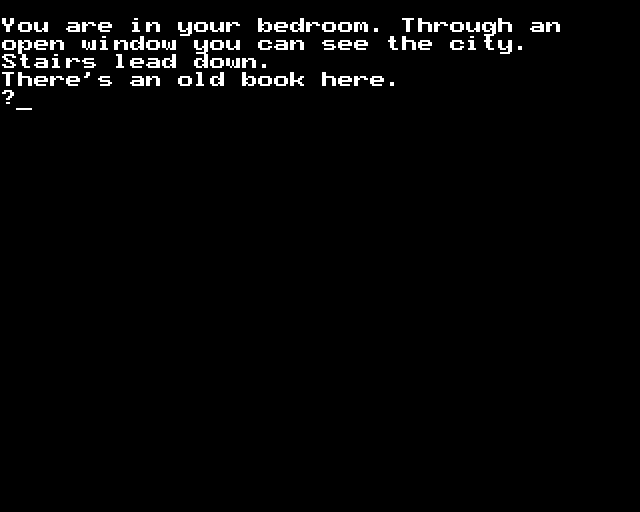 You are in your bedroom. Through an
open window you can see the city.
Stairs lead down.
There's an old book here.
?_